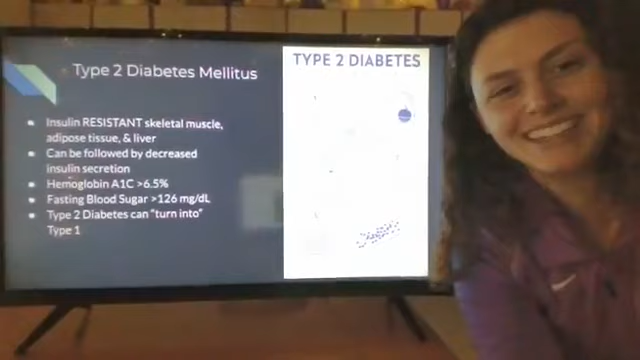 Type 2 Diabetes Mellitus
Insulin RESISTANT skeletal muscle,
adipose tissue, & liver
Can be followed by decreased
insulin secretion
Hemoglobin A1C >6.5%
Fasting Blood Sugar >126 mg/dL
Type 2 Diabetes can "turn into"
Type 1
TYPE 2 DIABETES